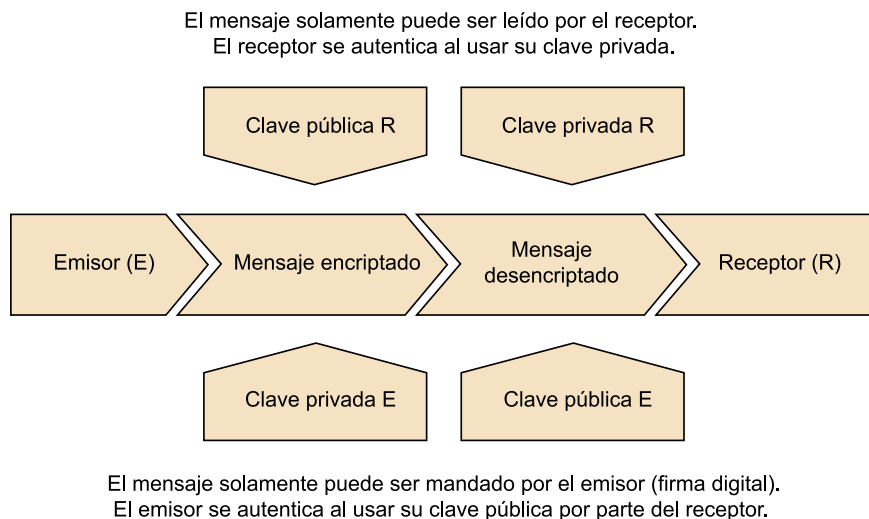 El mensaje solamente puede ser leído por el receptor.
El receptor se autentica al usar su clave privada.
Clave pública R
Clave privada R
Emisor (E)
Mensaje encriptado
Mensaje
desencriptado
Receptor (R)
Clave privada E
Clave pública E
El mensaje solamente puede ser mandado por el emisor (firma digital).
El emisor se autentica al usar su clave pública por parte del receptor.